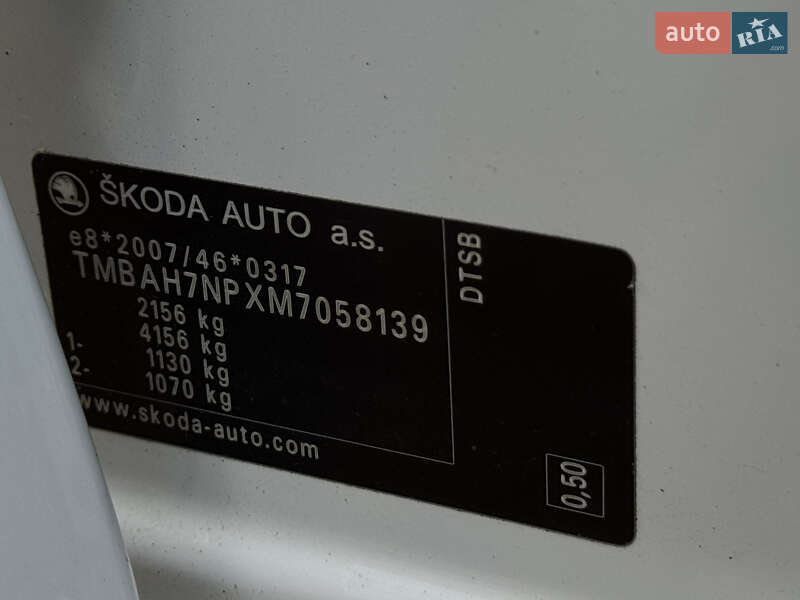 auto RIA.com
ŠKODA AUTO a.s.
e8*2007/46*0317
TMBAH7NPXM7058139
2156 kg
4156 kg
1- 1130 kg
2- 1070 kg
www.skoda-auto.com
DTSB
0,50